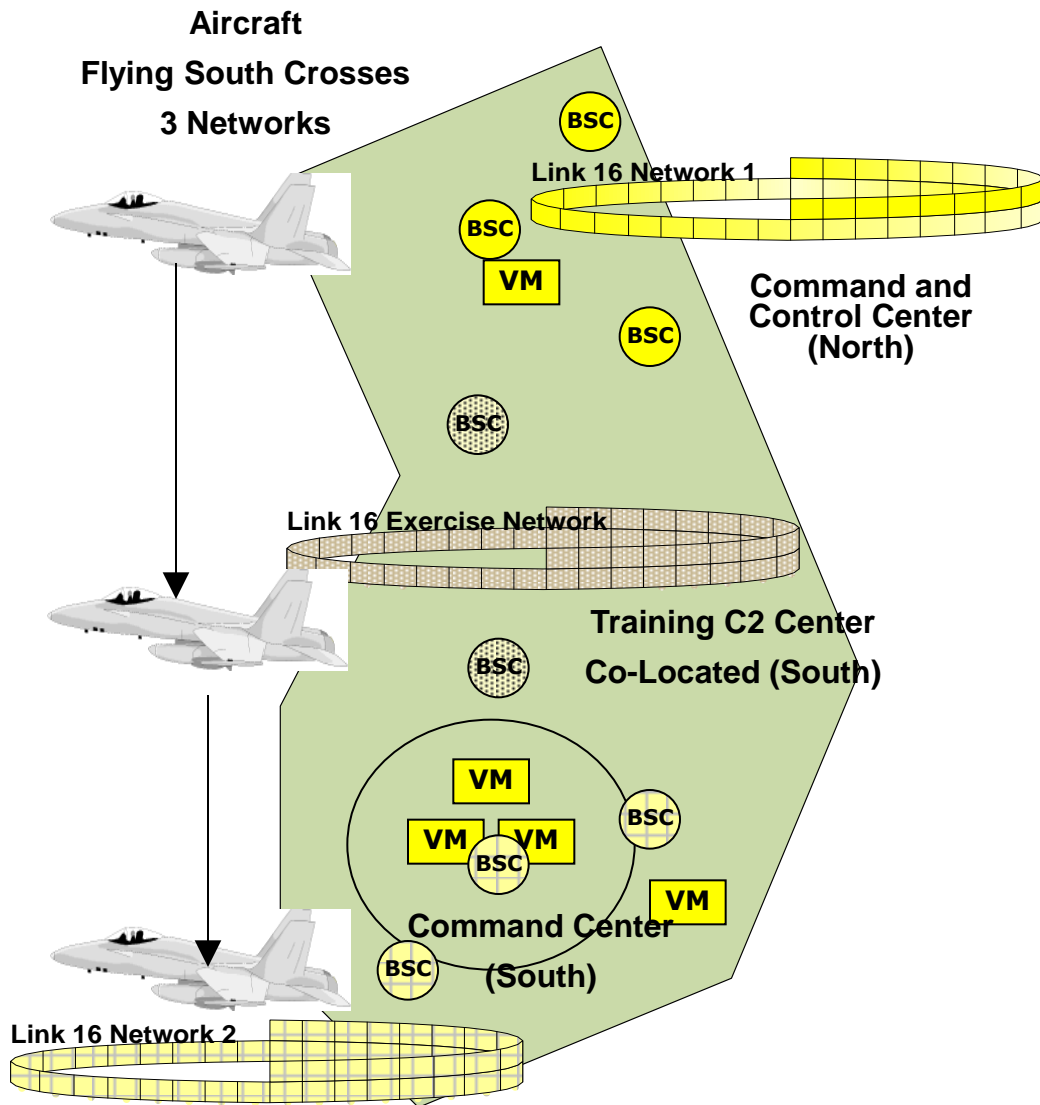 Aircraft
Flying South Crosses
3 Networks
BSC
Link 16 Network 1
BSC
VM
Command and
Control Center
(North)
BSC
BSC
Link 16 Exercise Network
Training C2 Center
Co-Located (South)
BSC
VM
BSC
VM
VM
BSC
VM
Command Center
(South)
BSC
Link 16 Network 2